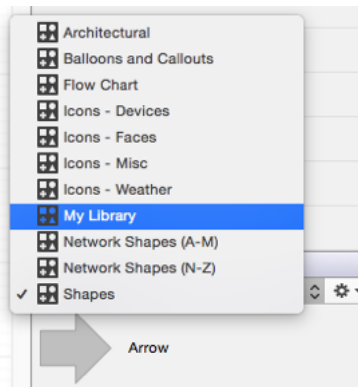 Architectural
Balloons and Callouts
Flow Chart
Icons - Devices
Icons - Faces
Icons - Misc
Icons - Weather
My Library
Network Shapes (A-M)
Network Shapes (N-Z)
✓ Shapes
Arrow